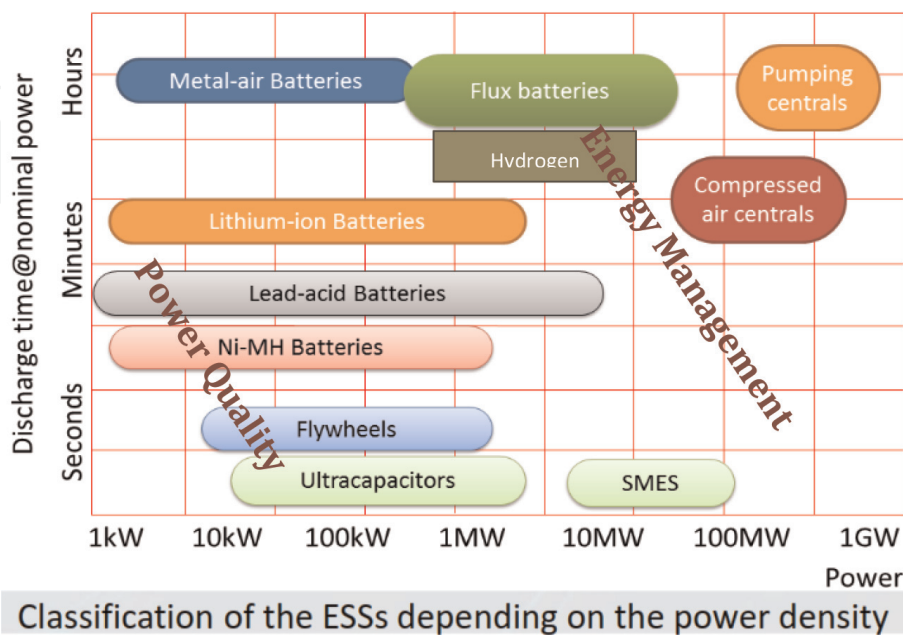 Discharge time@nominal power
Hours
Minutes
Seconds
Metal-air Batteries
Flux batteries
Pumping
centrals
Hydrogen
Compressed
air centrals
Lithium-ion Batteries
Lead-acid Batteries
Ni-MH Batteries
Flywheels
Ultracapacitors
SMES
Power Quality
Energy Management
1kW 10kW 100kW 1MW 10MW 100MW 1GW
Power
Classification of the ESSs depending on the power density